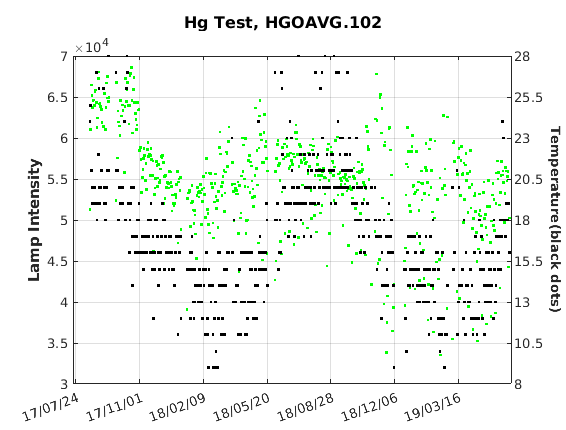 Hg Test, HGOAVG.102
×10⁴
7 28
6.5 25.5
6 23
5.5 20.5
5 18
4.5 15.5
4 13
3.5 10.5
3 8
Lamp Intensity
Temperature(black dots)
17/07/24 17/11/01 18/02/09 18/05/20 18/08/28 18/12/06 19/03/16